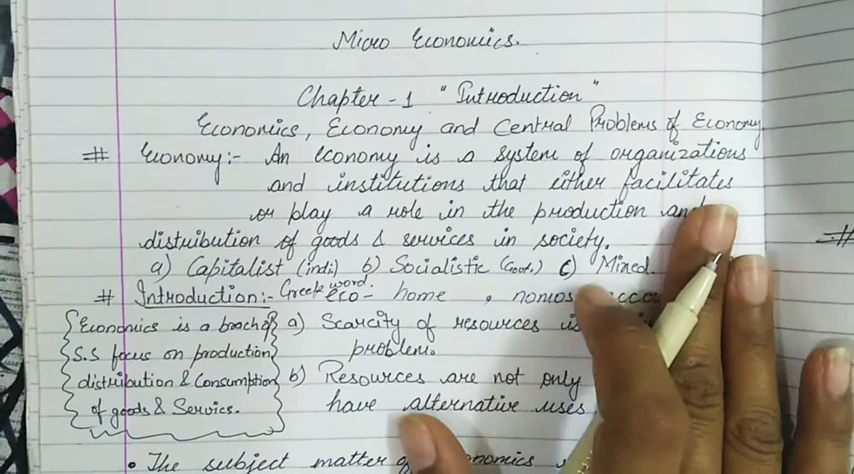 Micro Economics.
Chapter - 1 "Introduction"
Economics, Economy and Central Problems of Economy
# Economy:- An economy is a system of organizations
and institutions that either facilitates
or play a role in the production and
distribution of goods & services in society.
a) Capitalist (indi) b) Socialistic (Govt.) c) Mixed.
# Introduction:- Greek word. eco - home , nomos
Economics is a brach of
S.S focus on production
distribution & Consumption
of goods & Servics.
a) Scarcity of resources is
problem.
b) Resources are not only
have alternative uses
• The subject matter of
#